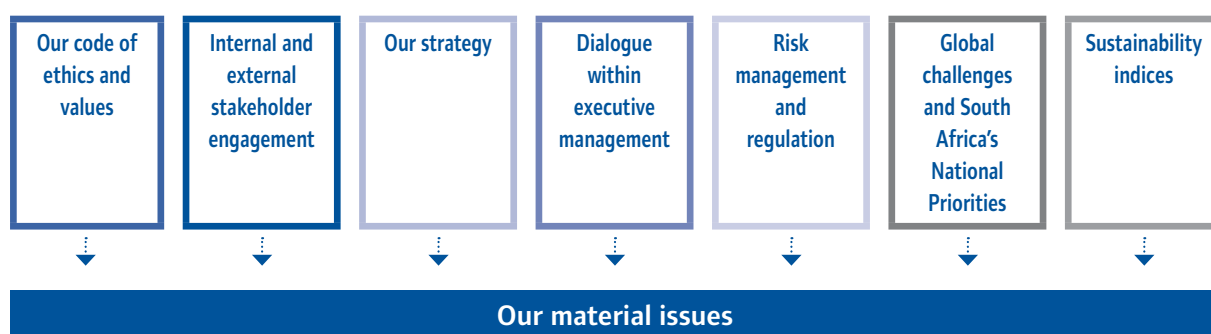 Our code of
ethics and
values
Internal and
external
stakeholder
engagement
Our strategy
Dialogue
within
executive
management
Risk
management
and
regulation
Global
challenges
and South
Africa's
National
Priorities
Sustainability
indices
Our material issues